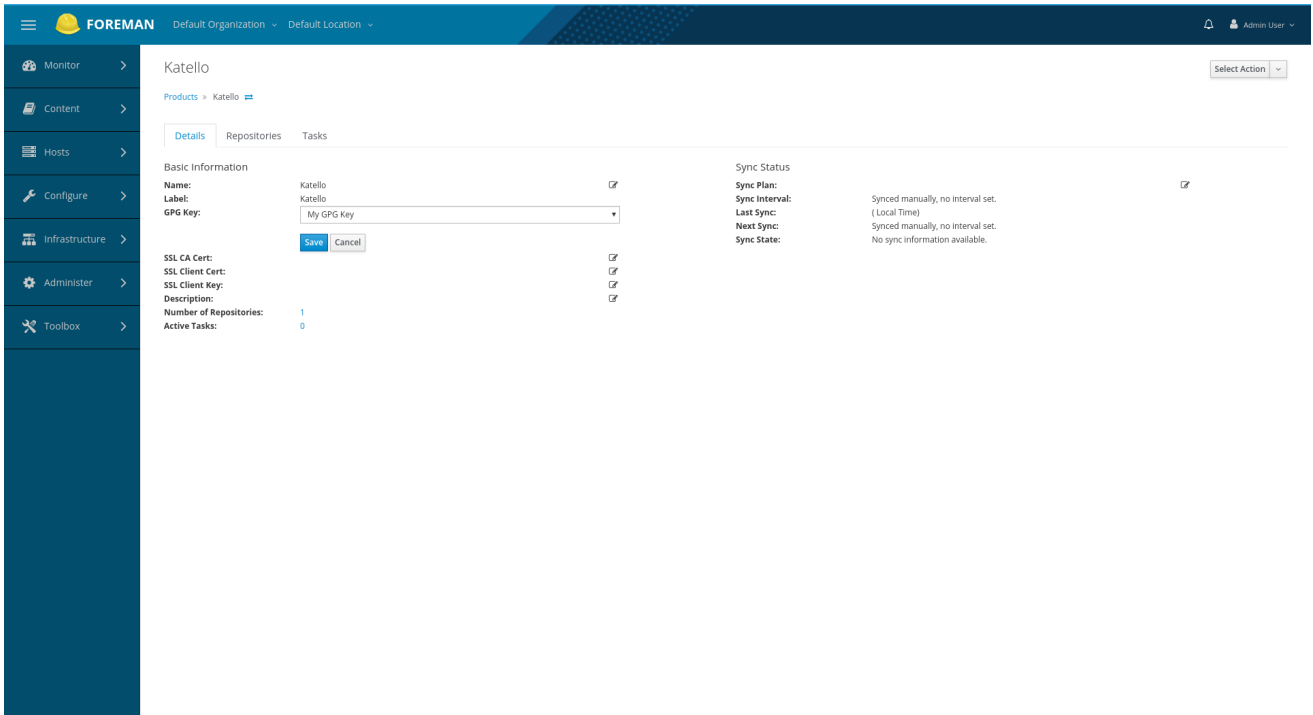 FOREMAN Default Organization Default Location Admin User
Monitor
Content
Hosts
Configure
Infrastructure
Administer
Toolbox
Katello
Select Action
Products » Katello
Details Repositories Tasks
Basic Information
Name: Katello
Label: Katello
GPG Key: My GPG Key
Save Cancel
SSL CA Cert:
SSL Client Cert:
SSL Client Key:
Description:
Number of Repositories: 1
Active Tasks: 0
Sync Status
Sync Plan:
Sync Interval: Synced manually, no interval set.
Last Sync: ( Local Time)
Next Sync: Synced manually, no interval set.
Sync State: No sync information available.